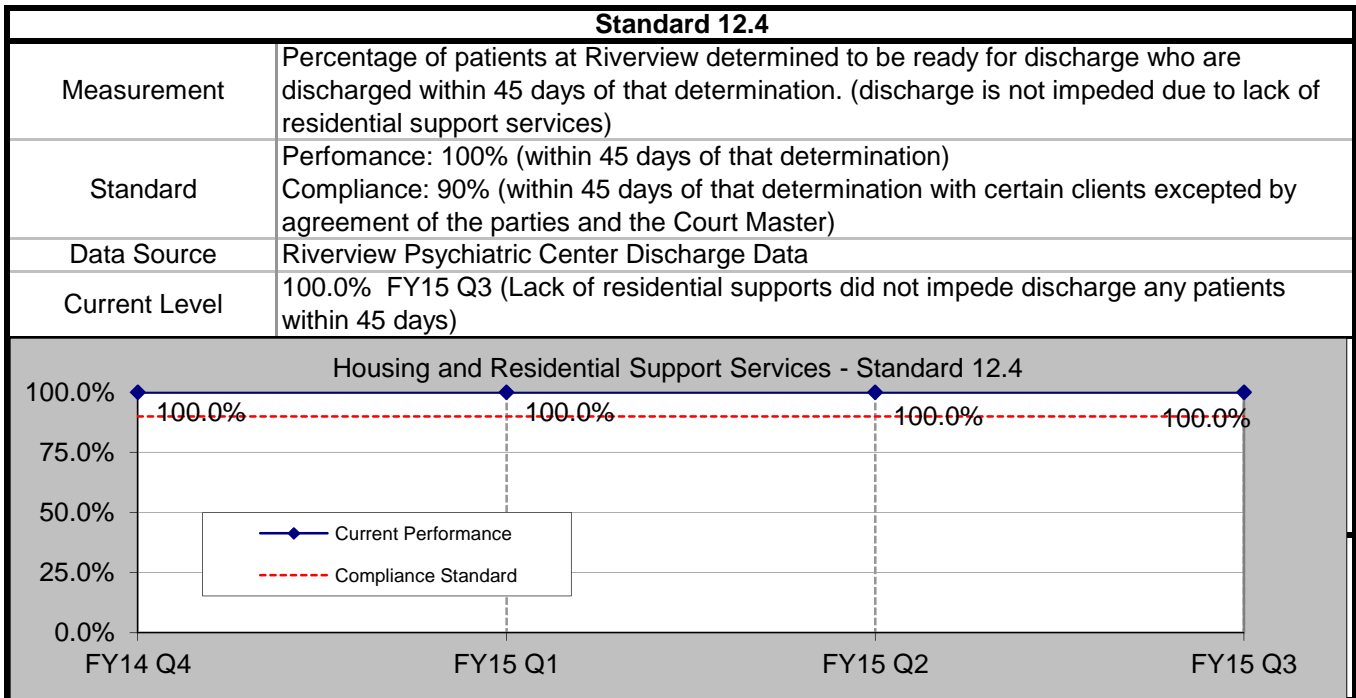 Standard 12.4
Measurement
Percentage of patients at Riverview determined to be ready for discharge who are
discharged within 45 days of that determination. (discharge is not impeded due to lack of
residential support services)
Standard
Perfomance: 100% (within 45 days of that determination)
Compliance: 90% (within 45 days of that determination with certain clients excepted by
agreement of the parties and the Court Master)
Data Source
Riverview Psychiatric Center Discharge Data
Current Level
100.0%  FY15 Q3 (Lack of residential supports did not impede discharge any patients
within 45 days)
Housing and Residential Support Services - Standard 12.4
100.0%
75.0%
50.0%
25.0%
0.0%
100.0% 100.0% 100.0% 100.0%
Current Performance
Compliance Standard
FY14 Q4 FY15 Q1 FY15 Q2 FY15 Q3